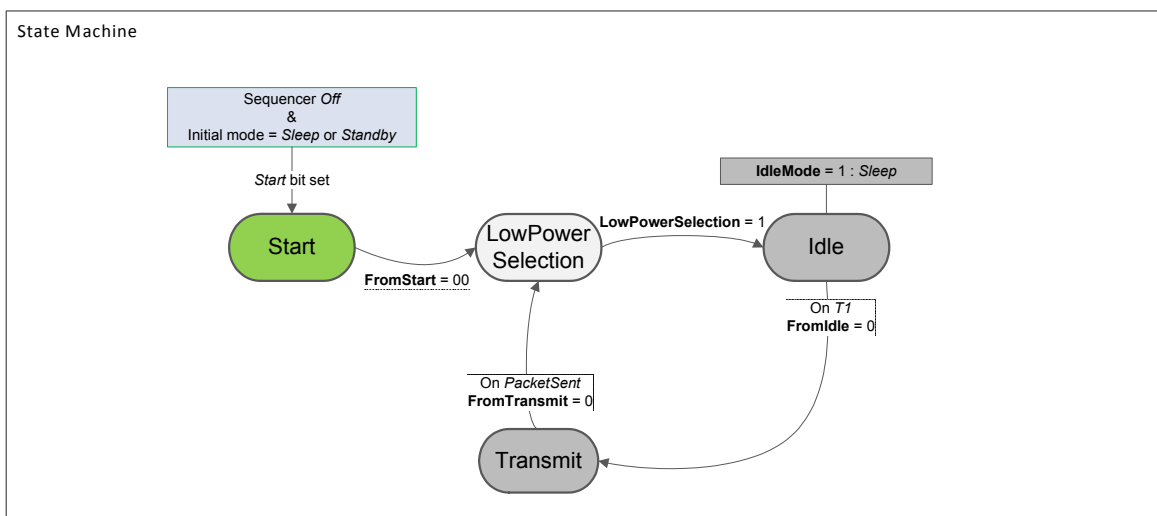 State Machine
Sequencer Off
&
Initial mode = Sleep or Standby
Start bit set
IdleMode = 1 : Sleep
Start
FromStart = 00
LowPower
Selection
LowPowerSelection = 1
Idle
On T1
FromIdle = 0
On PacketSent
FromTransmit = 0
Transmit